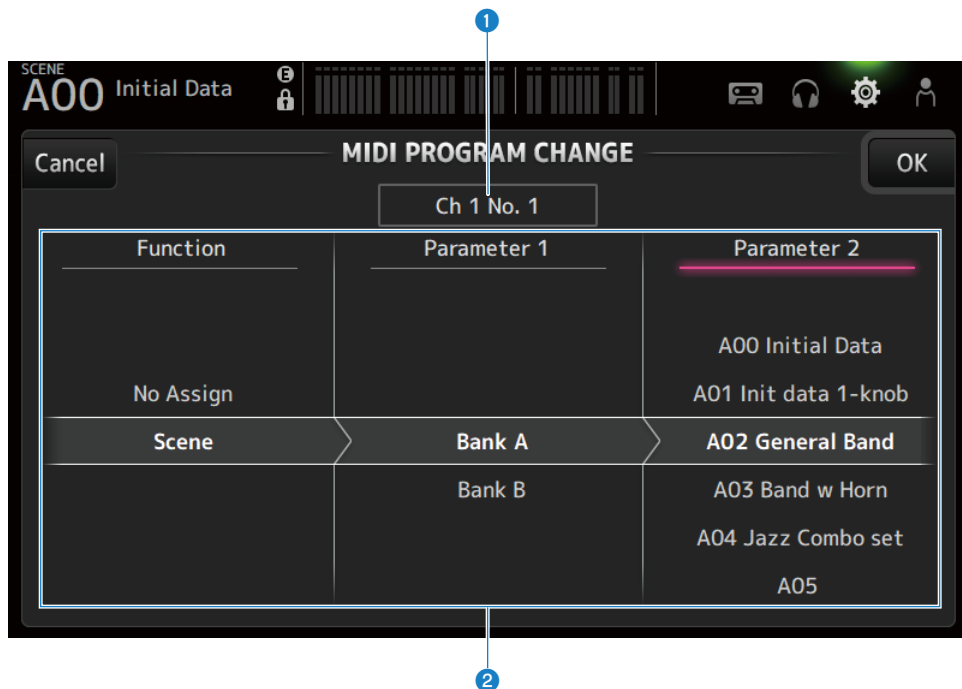 1
SCENE
A00 Initial Data
E
MIDI PROGRAM CHANGE
Cancel
OK
Ch 1 No. 1
Function Parameter 1 Parameter 2
A00 Initial Data
No Assign A01 Init data 1-knob
Scene Bank A A02 General Band
Bank B A03 Band w Horn
A04 Jazz Combo set
A05
2